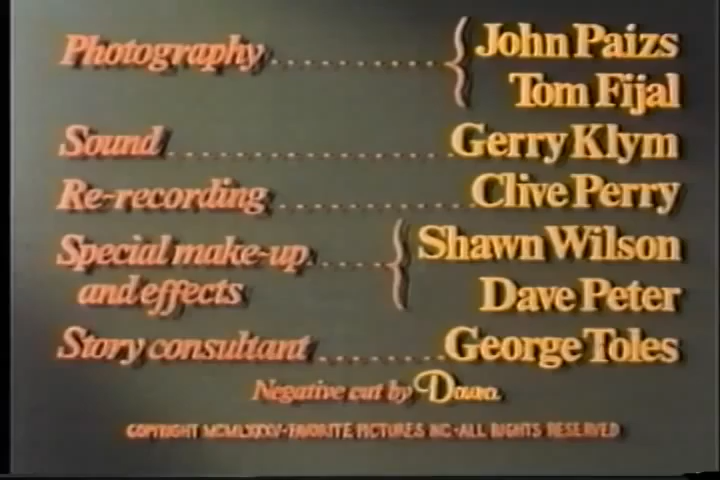 Photography..................{John Paizs
Tom Fijal
Sound..........................Gerry Klym
Re-recording..................Clive Perry
Special make-up.......{Shawn Wilson
and effects Dave Peter
Story consultant..........George Toles
Negative cut by
COPYRIGHT MCMLXXXV·FAVORITE PICTURES INC·ALL RIGHTS RESERVED